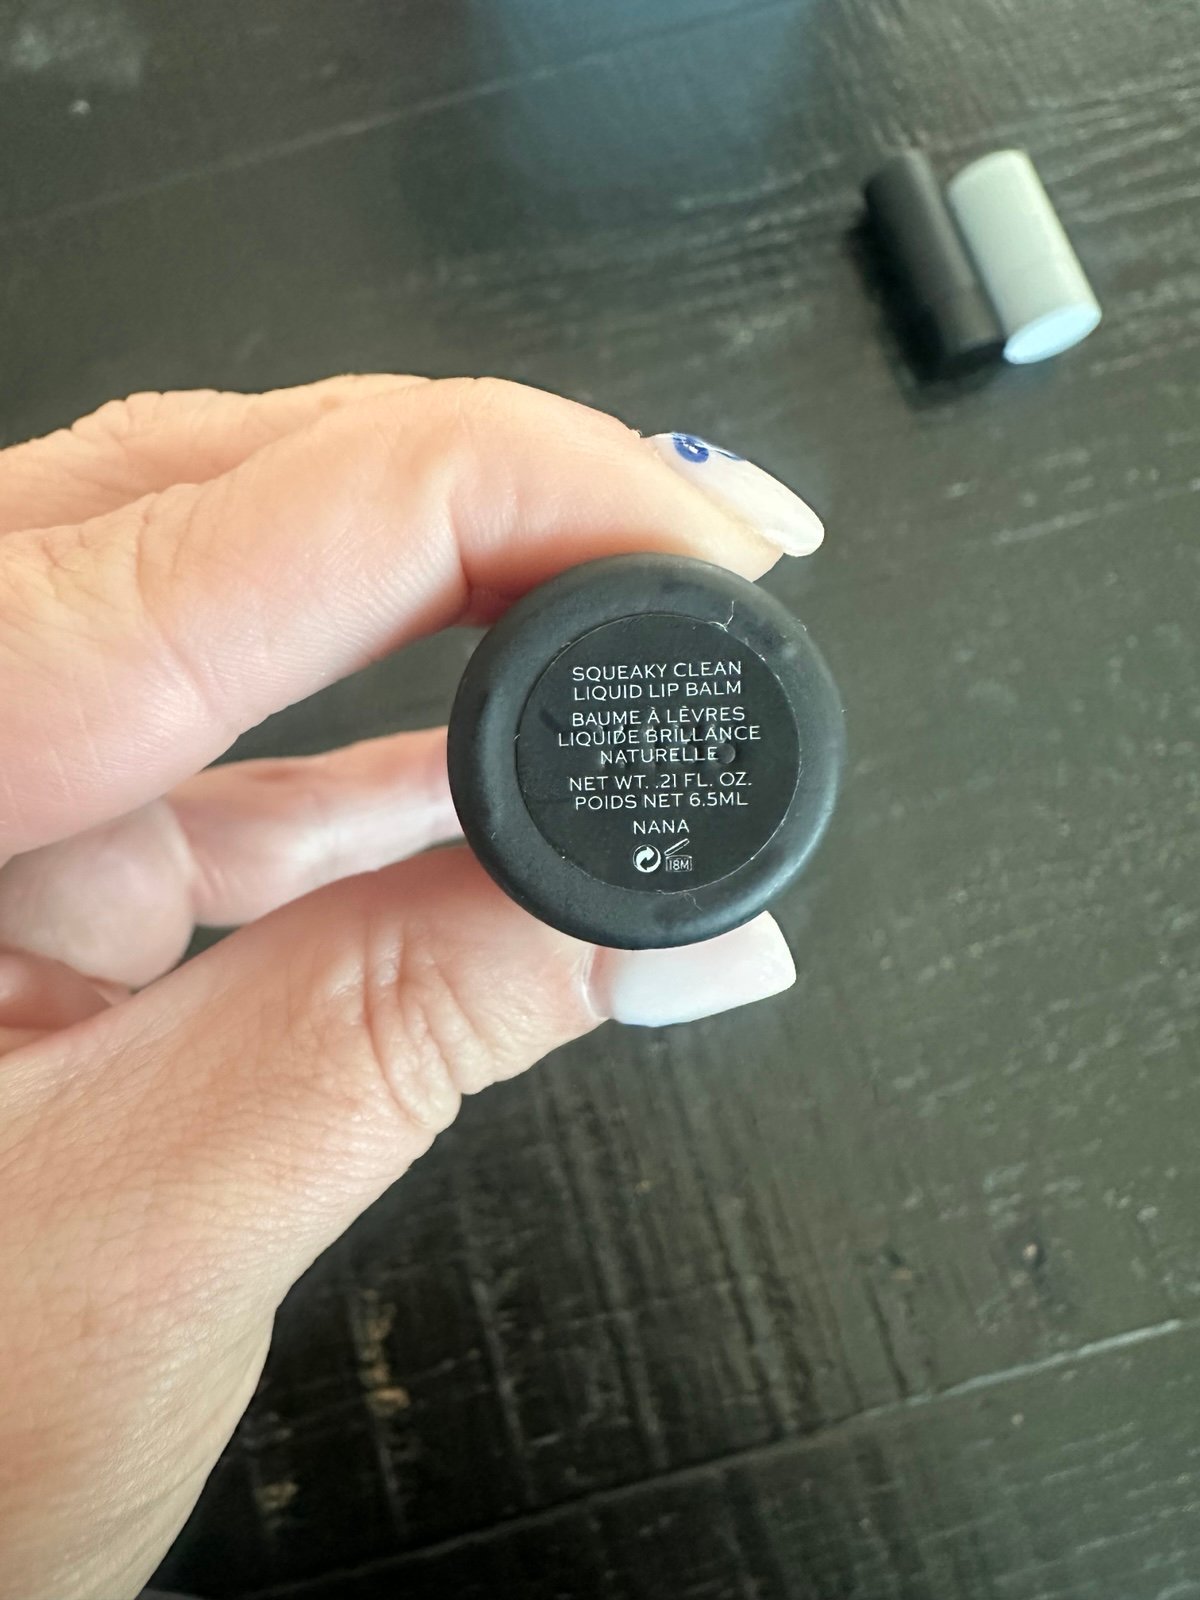 SQUEAKY CLEAN
LIQUID LIP BALM
BAUME À LÈVRES
LIQUIDE BRILLANCE
NATURELLE
NET WT. .21 FL. OZ.
POIDS NET 6.5ML
NANA
18M